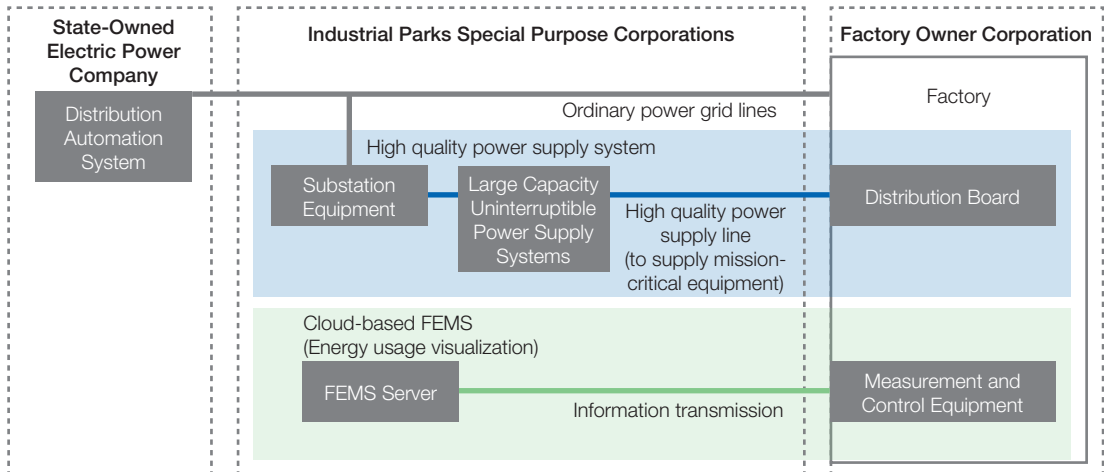 State-Owned
Electric Power
Company
Industrial Parks Special Purpose Corporations
Factory Owner Corporation
Distribution
Automation
System
Ordinary power grid lines
Factory
High quality power supply system
Substation
Equipment
Large Capacity
Uninterruptible
Power Supply
Systems
High quality power
supply line
(to supply mission-
critical equipment)
Distribution Board
Cloud-based FEMS
(Energy usage visualization)
FEMS Server
Information transmission
Measurement and
Control Equipment